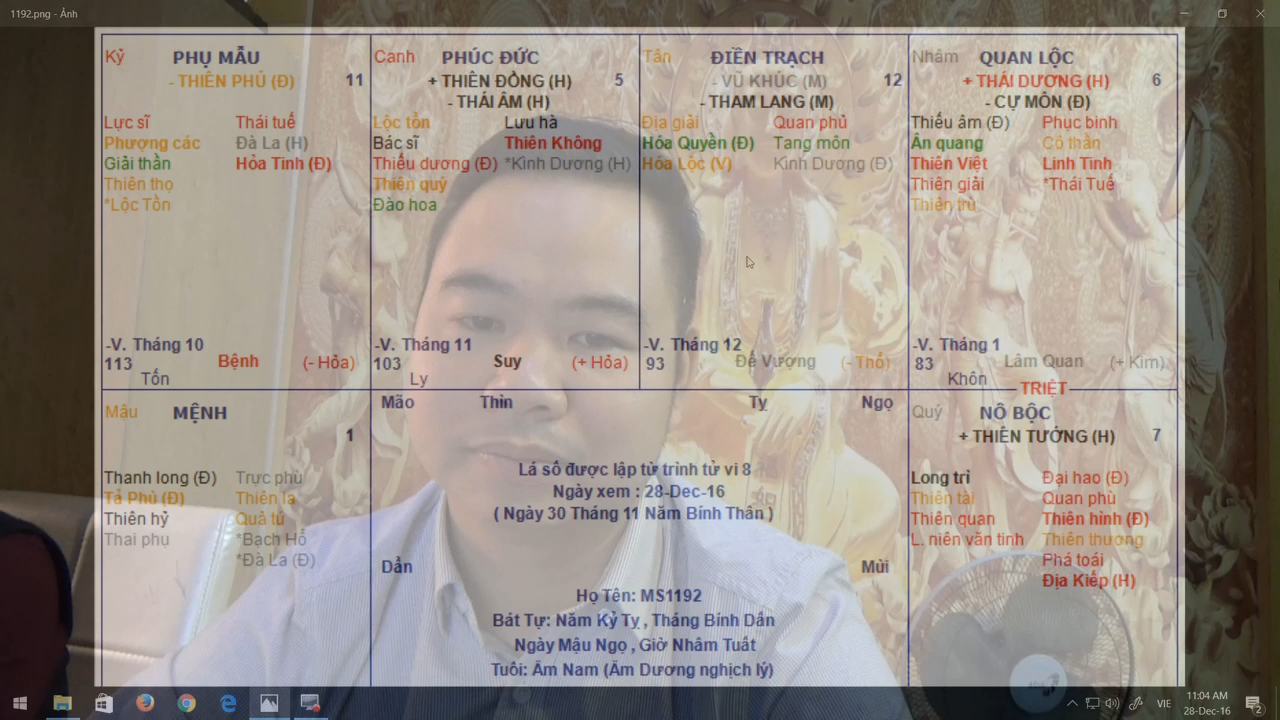 1192.png - Ảnh
Kỷ PHỤ MẪU
- THIÊN PHỦ (Đ) 11
Lực sĩ Thái tuế
Phượng các Đà La (H)
Giải thần Hỏa Tinh (Đ)
Thiên thọ
*Lộc Tồn
-V. Tháng 10
113 Bệnh (- Hỏa)
Tốn
Canh PHÚC ĐỨC
+ THIÊN ĐỒNG (H) 5
- THÁI ÂM (H)
Lộc tồn Lưu hà
Bác sĩ Thiên Không
Thiếu dương (Đ) *Kình Dương (H)
Thiên quý
Đào hoa
-V. Tháng 11
103 Suy (+ Hỏa)
Ly
Tân ĐIỀN TRẠCH
- VŨ KHÚC (M) 12
- THAM LANG (M)
Địa giải Quan phủ
Hóa Quyền (Đ) Tang môn
Hóa Lộc (V) Kình Dương (Đ)
-V. Tháng 12
93 Đế Vượng (- Thổ)
Nhâm QUAN LỘC
+ THÁI DƯƠNG (H) 6
- CỰ MÔN (Đ)
Thiếu âm (Đ) Phục binh
Ân quang Cô thần
Thiên Việt Linh Tinh
Thiên giải *Thái Tuế
Thiên trù
-V. Tháng 1
83 Lâm Quan (+ Kim)
Khôn
TRIỆT
Mậu MỆNH
1
Thanh long (Đ) Trực phù
Tả Phù (Đ) Thiên la
Thiên hỷ Quả tú
Thai phụ *Bạch Hổ
*Đà La (Đ)
Mão Thìn Tỵ Ngọ
Lá số được lập từ trình tử vi 8
Ngày xem : 28-Dec-16
( Ngày 30 Tháng 11 Năm Bính Thân )
Dần Mùi
Họ Tên: MS1192
Bát Tự: Năm Kỷ Tỵ , Tháng Bính Dần
Ngày Mậu Ngọ , Giờ Nhâm Tuất
Tuổi: Âm Nam (Âm Dương nghịch lý)
Quý NÔ BỘC
+ THIÊN TƯỚNG (H) 7
Long trì Đại hao (Đ)
Thiên tài Quan phù
Thiên quan Thiên hình (Đ)
L. niên văn tinh Thiên thương
Phá toái
Địa Kiếp (H)
VIE
11:04 AM
28-Dec-16
2